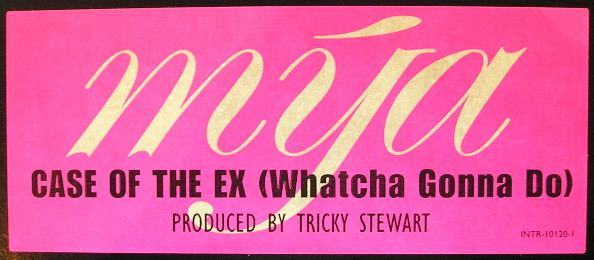 mýa
CASE OF THE EX (Whatcha Gonna Do)
PRODUCED BY TRICKY STEWART
INTR-10120-1